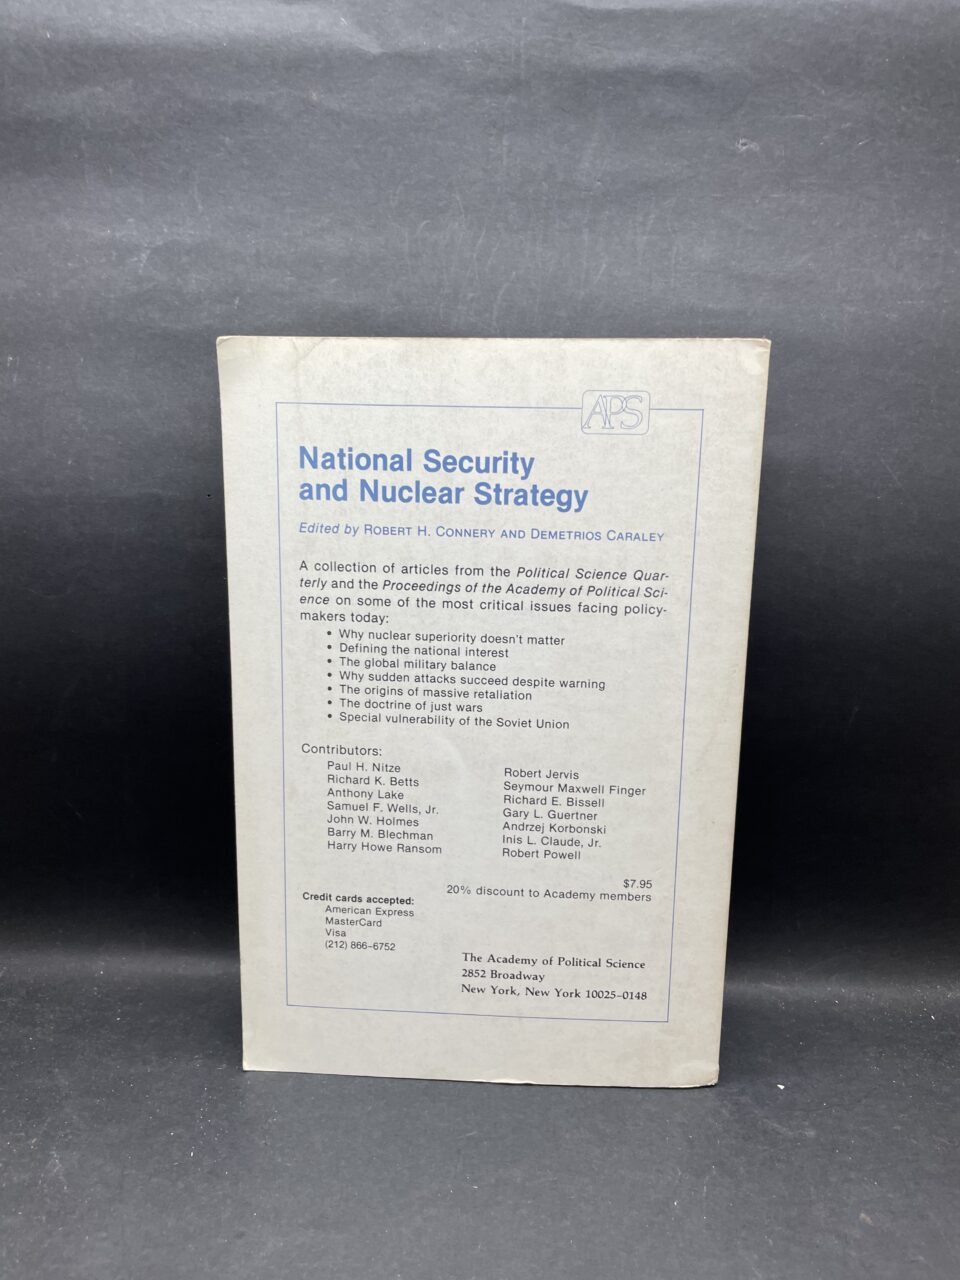 APS
National Security
and Nuclear Strategy
Edited by ROBERT H. CONNERY AND DEMETRIOS CARALEY
A collection of articles from the Political Science Quar-
terly and the Proceedings of the Academy of Political Sci-
ence on some of the most critical issues facing policy-
makers today:
• Why nuclear superiority doesn't matter
• Defining the national interest
• The global military balance
• Why sudden attacks succeed despite warning
• The origins of massive retaliation
• The doctrine of just wars
• Special vulnerability of the Soviet Union
Contributors:
Paul H. Nitze
Richard K. Betts
Anthony Lake
Samuel F. Wells, Jr.
John W. Holmes
Barry M. Blechman
Harry Howe Ransom
Robert Jervis
Seymour Maxwell Finger
Richard E. Bissell
Gary L. Guertner
Andrzej Korbonski
Inis L. Claude, Jr.
Robert Powell
$7.95
20% discount to Academy members
Credit cards accepted:
American Express
MasterCard
Visa
(212) 866-6752
The Academy of Political Science
2852 Broadway
New York, New York 10025-0148